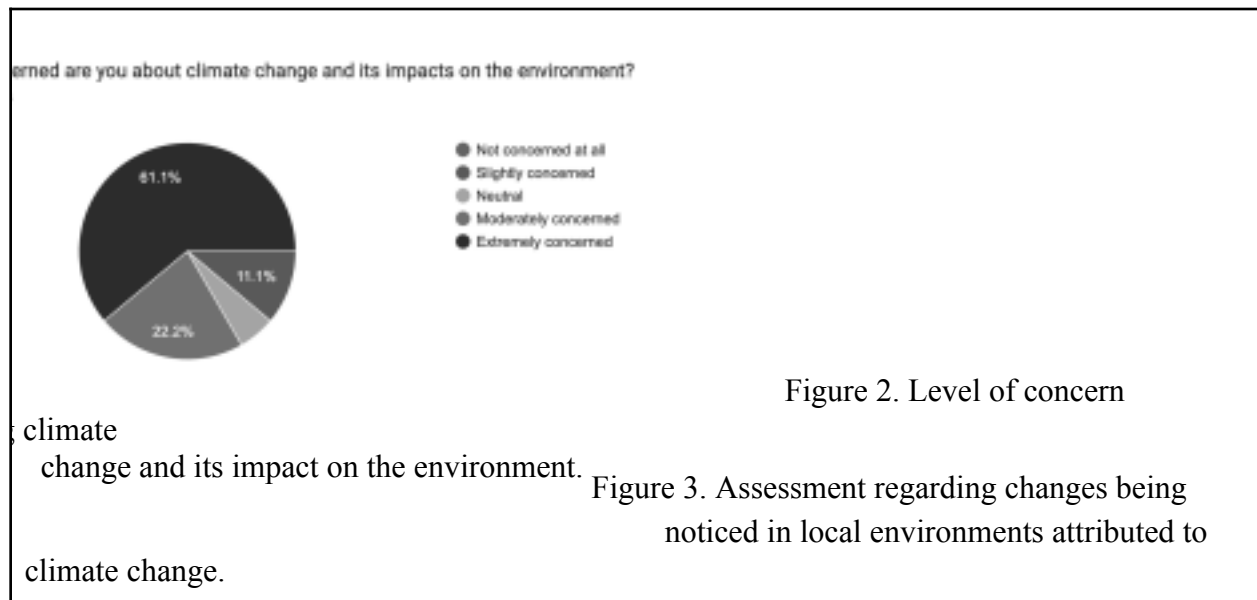 erned are you about climate change and its impacts on the environment?
61.1%
11.1%
22.2%
Not concerned at all
Slightly concerned
Neutral
Moderately concerned
Extremely concerned
Figure 2. Level of concern
climate
change and its impact on the environment.
Figure 3. Assessment regarding changes being
noticed in local environments attributed to
climate change.